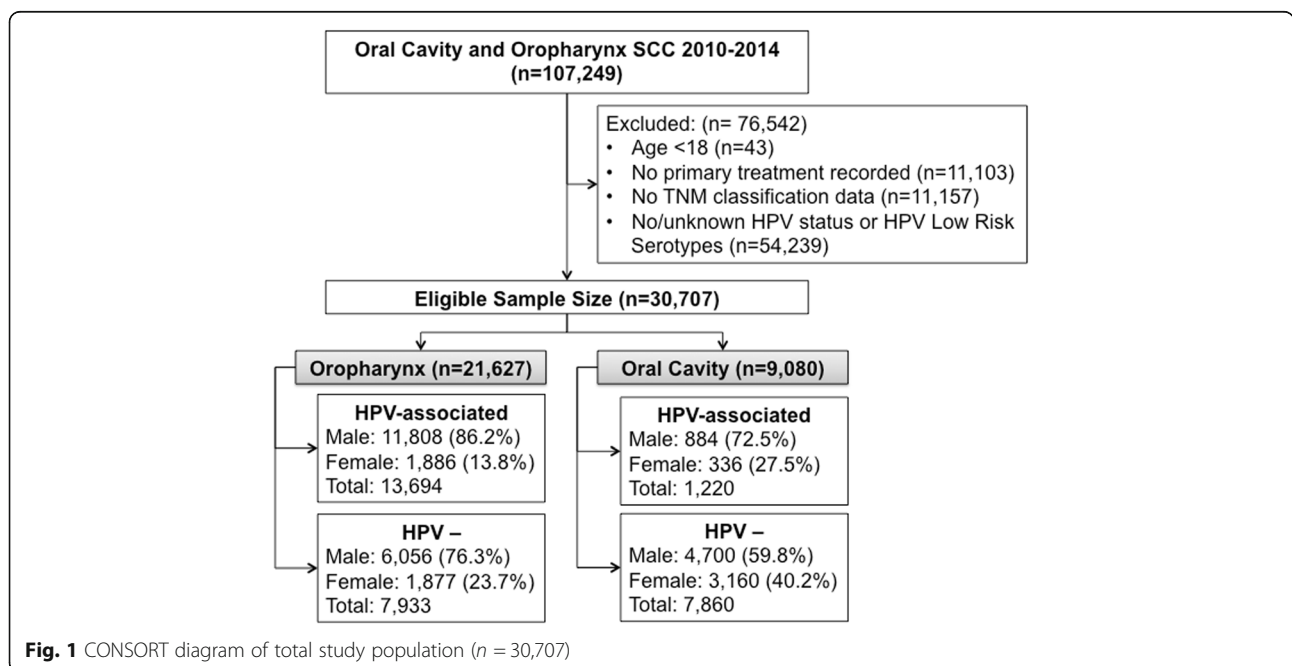 Oral Cavity and Oropharynx SCC 2010-2014
(n=107,249)
Excluded: (n= 76,542)
• Age <18 (n=43)
• No primary treatment recorded (n=11,103)
• No TNM classification data (n=11,157)
• No/unknown HPV status or HPV Low Risk
Serotypes (n=54,239)
Eligible Sample Size (n=30,707)
Oropharynx (n=21,627)
HPV-associated
Male: 11,808 (86.2%)
Female: 1,886 (13.8%)
Total: 13,694
HPV –
Male: 6,056 (76.3%)
Female: 1,877 (23.7%)
Total: 7,933
Oral Cavity (n=9,080)
HPV-associated
Male: 884 (72.5%)
Female: 336 (27.5%)
Total: 1,220
HPV –
Male: 4,700 (59.8%)
Female: 3,160 (40.2%)
Total: 7,860
Fig. 1 CONSORT diagram of total study population (n = 30,707)